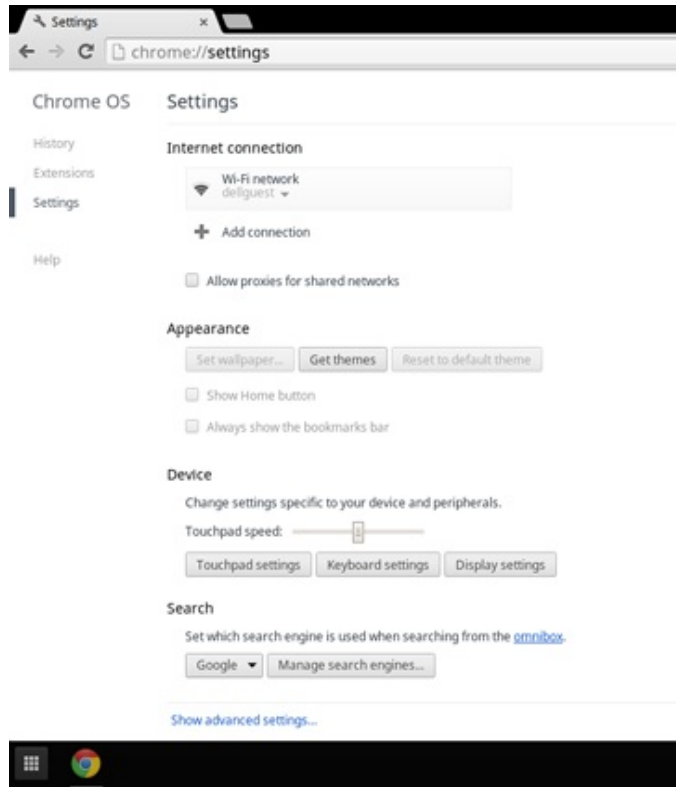 Settings
chrome://settings
Chrome OS
Settings
History
Extensions
Settings
Help
Internet connection
Wi-Fi network
dellguest
Add connection
Allow proxies for shared networks
Appearance
Set wallpaper...
Get themes
Reset to default theme
Show Home button
Always show the bookmarks bar
Device
Change settings specific to your device and peripherals.
Touchpad speed:
Touchpad settings
Keyboard settings
Display settings
Search
Set which search engine is used when searching from the omnibox.
Google
Manage search engines...
Show advanced settings...